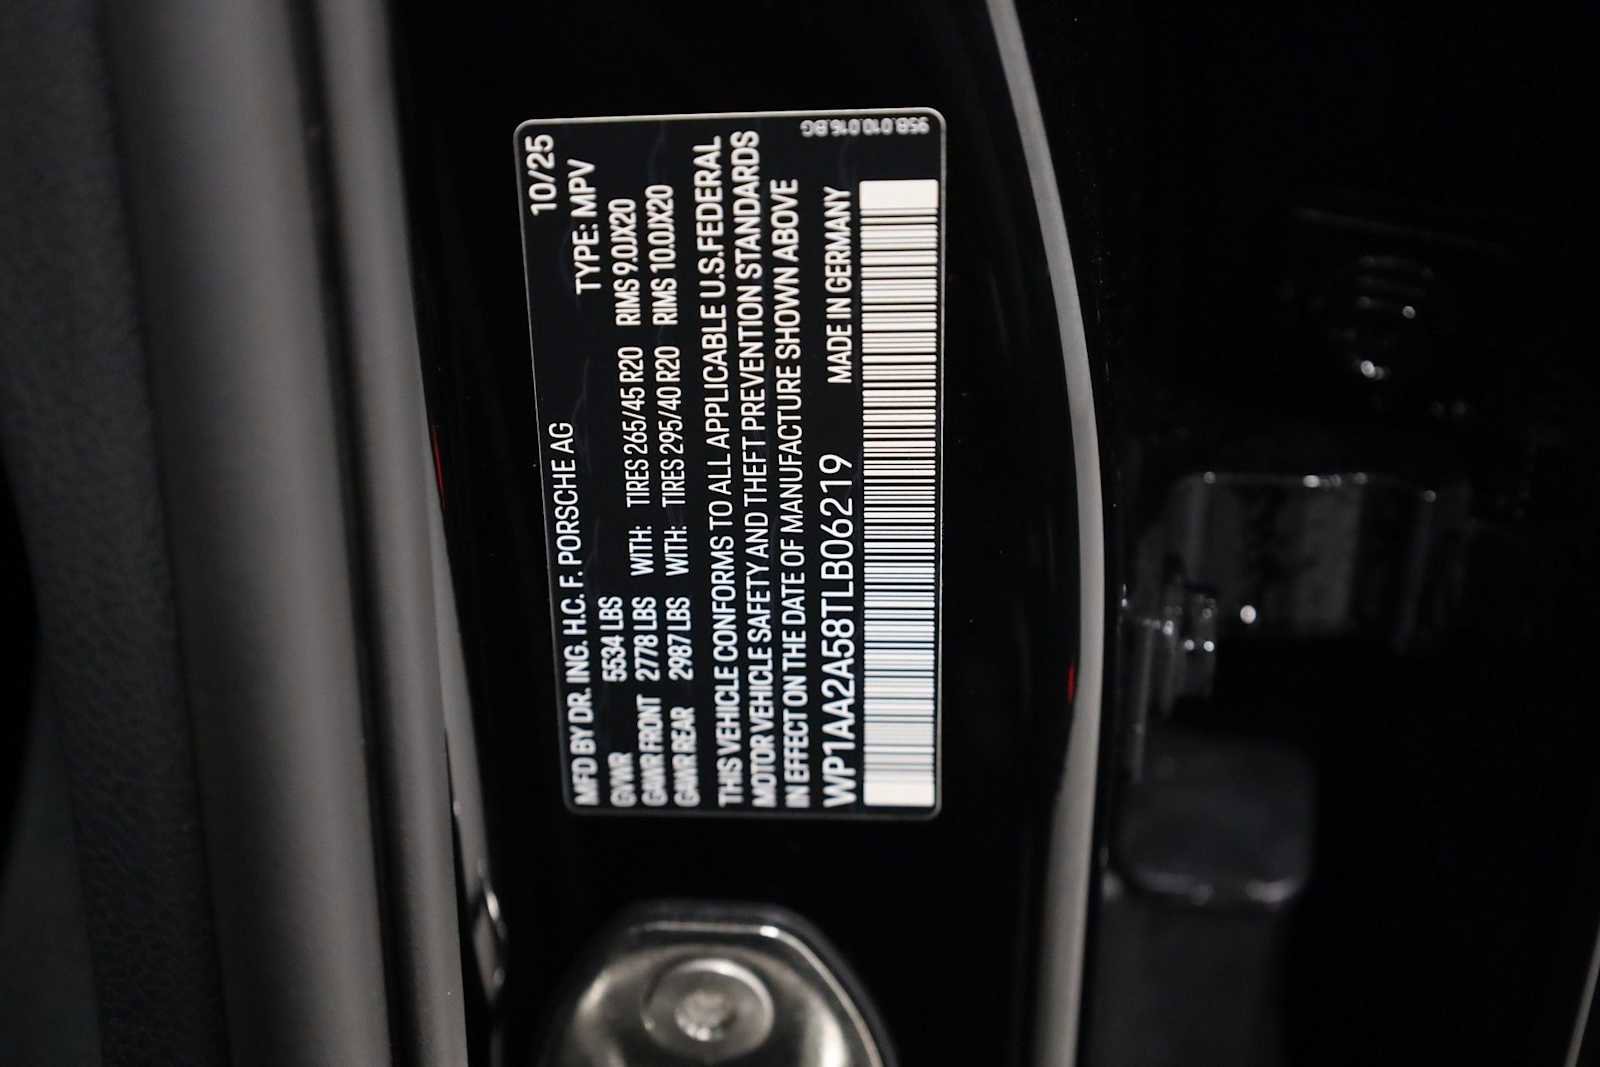 10/25
MFD BY DR. ING. H.C. F. PORSCHE AG TYPE: MPV
GVWR 5534 LBS
GAWR FRONT 2778 LBS WITH: TIRES 265/45 R20 RIMS 9.0JX20
GAWR REAR 2987 LBS WITH: TIRES 295/40 R20 RIMS 10.0JX20
THIS VEHICLE CONFORMS TO ALL APPLICABLE U.S.FEDERAL
MOTOR VEHICLE SAFETY AND THEFT PREVENTION STANDARDS
IN EFFECT ON THE DATE OF MANUFACTURE SHOWN ABOVE
WP1AA2A58TLB06219 MADE IN GERMANY
95B.010.016.BG